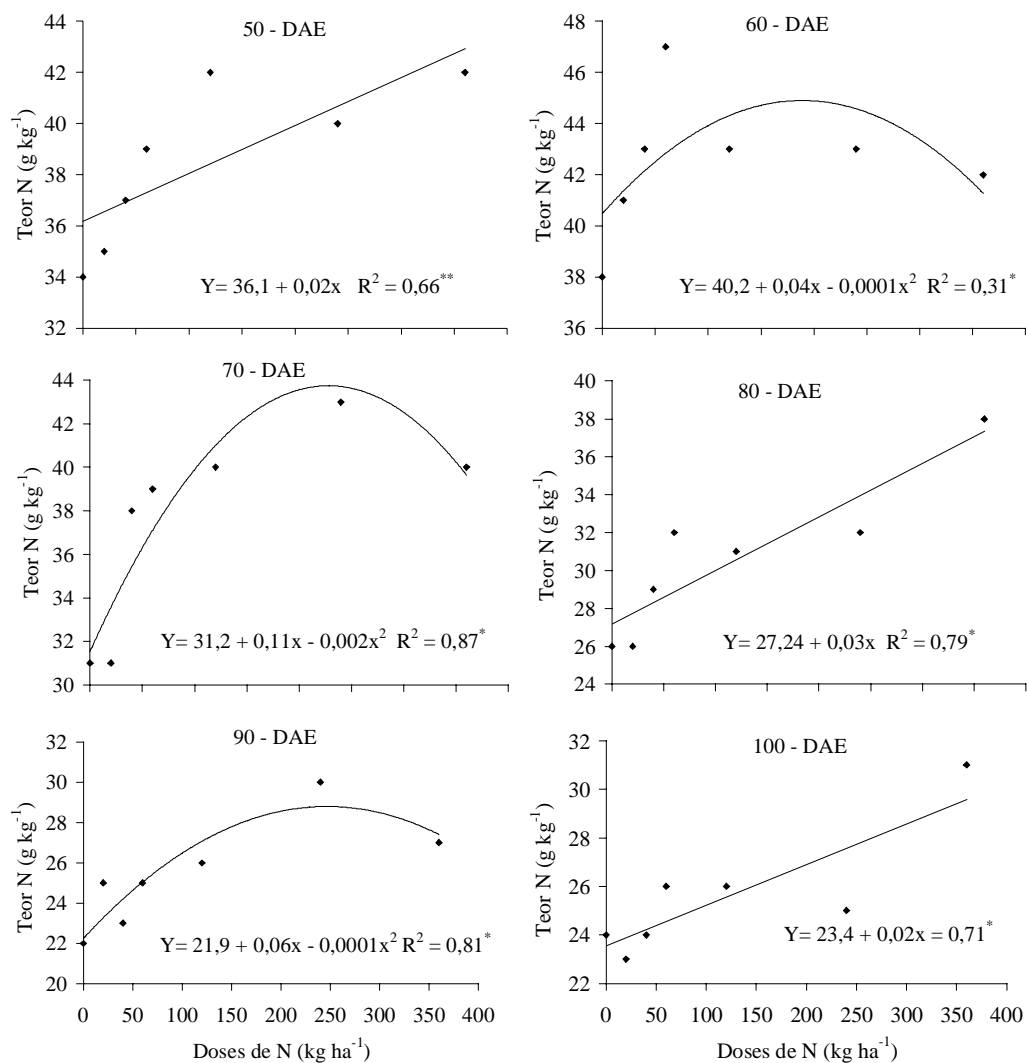 50 - DAE
44
42
40
38
36
34
32
Teor N (g kg⁻¹)
Y= 36,1 + 0,02x R² = 0,66**
60 - DAE
48
46
44
42
40
38
36
Teor N (g kg⁻¹)
Y= 40,2 + 0,04x - 0,0001x² R² = 0,31*
70 - DAE
44
42
40
38
36
34
32
30
Teor N (g kg⁻¹)
Y= 31,2 + 0,11x - 0,002x² R² = 0,87*
80 - DAE
40
38
36
34
32
30
28
26
24
Teor N (g kg⁻¹)
Y= 27,24 + 0,03x R² = 0,79*
90 - DAE
32
30
28
26
24
22
20
Teor N (g kg⁻¹)
Y= 21,9 + 0,06x - 0,0001x² R² = 0,81*
0 50 100 150 200 250 300 350 400
Doses de N (kg ha⁻¹)
100 - DAE
32
30
28
26
24
22
Teor N (g kg⁻¹)
Y= 23,4 + 0,02x = 0,71*
0 50 100 150 200 250 300 350 400
Doses de N (kg ha⁻¹)